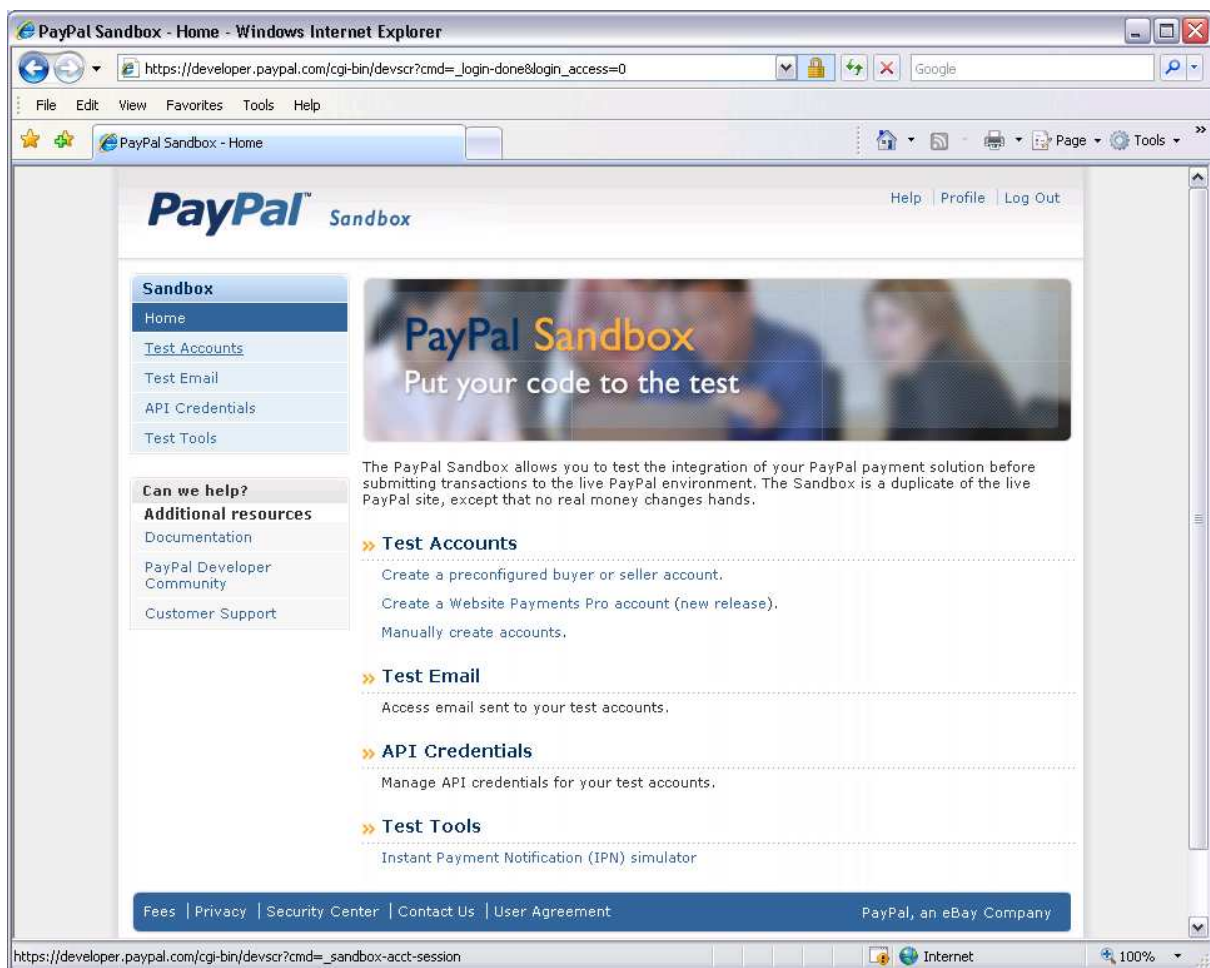 PayPal Sandbox - Home - Windows Internet Explorer
https://developer.paypal.com/cgi-bin/devscr?cmd=_login-done&login_access=0
Google
File Edit View Favorites Tools Help
PayPal Sandbox - Home
Page Tools »
PayPal™ Sandbox
Help | Profile | Log Out
Sandbox
Home
Test Accounts
Test Email
API Credentials
Test Tools
Can we help?
Additional resources
Documentation
PayPal Developer
Community
Customer Support
PayPal Sandbox
Put your code to the test
The PayPal Sandbox allows you to test the integration of your PayPal payment solution before
submitting transactions to the live PayPal environment. The Sandbox is a duplicate of the live
PayPal site, except that no real money changes hands.
» Test Accounts
Create a preconfigured buyer or seller account.
Create a Website Payments Pro account (new release).
Manually create accounts.
» Test Email
Access email sent to your test accounts.
» API Credentials
Manage API credentials for your test accounts.
» Test Tools
Instant Payment Notification (IPN) simulator
Fees | Privacy | Security Center | Contact Us | User Agreement
PayPal, an eBay Company
https://developer.paypal.com/cgi-bin/devscr?cmd=_sandbox-acct-session
Internet
100%